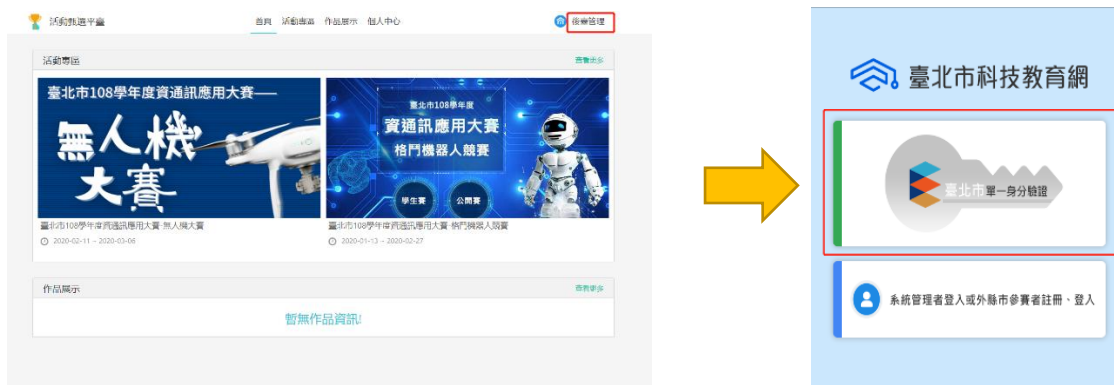 活動甄選平臺
首頁 活動專區 作品展示 個人中心
後臺管理
活動專區
查看更多
臺北市108學年度資通訊應用大賽——
無人機
大賽
臺北市108學年度
資通訊應用大賽
格鬥機器人競賽
學生賽 公開賽
臺北市108學年度資通訊應用大賽-無人機大賽
2020-02-11 - 2020-03-06
臺北市108學年度資通訊應用大賽-格鬥機器人競賽
2020-01-13 - 2020-02-27
作品展示
查看更多
暫無作品資訊!
臺北市科技教育網
臺北市單一身分驗證
系統管理者登入或外縣市參賽者註冊、登入